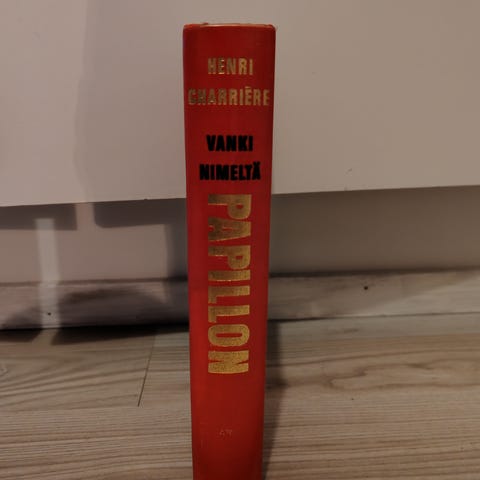 HENRI
CHARRIÈRE
VANKI
NIMELTÄ
PAPILLON